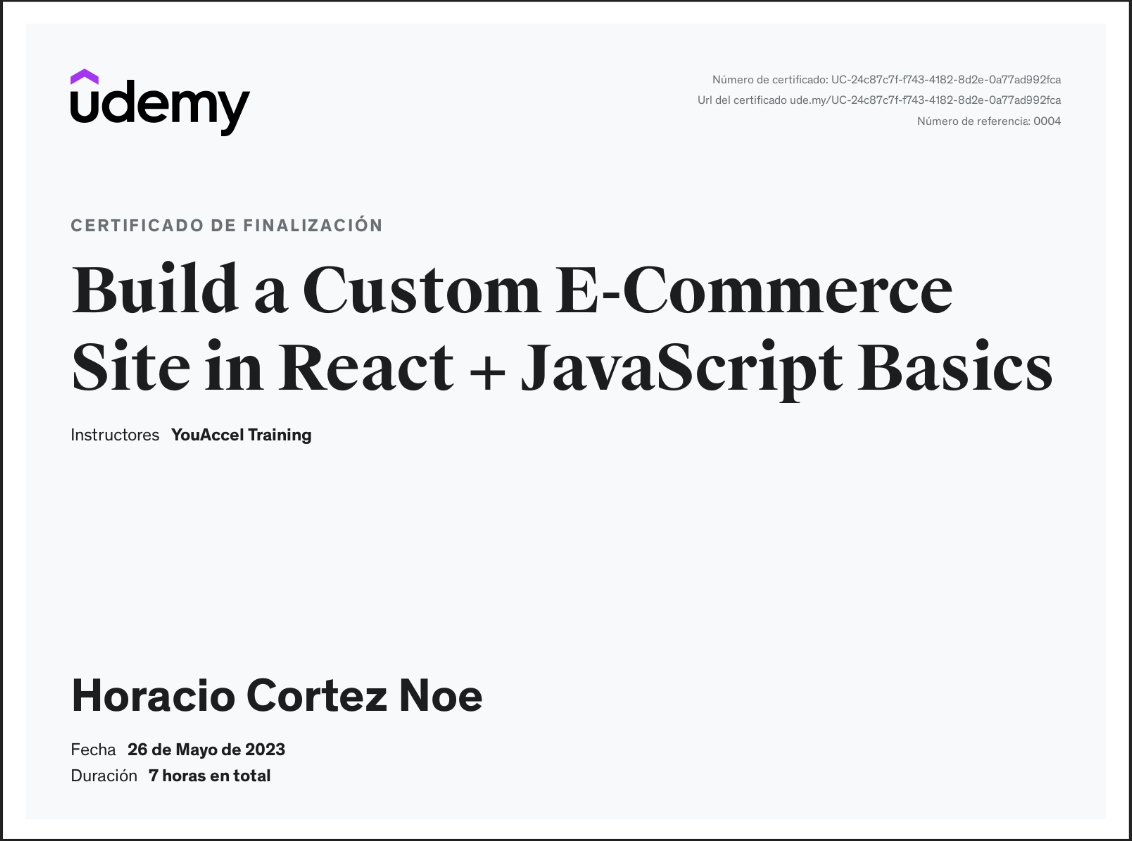 udemy
Número de certificado: UC-24c87c7f-f743-4182-8d2e-0a77ad992fca
Url del certificado ude.my/UC-24c87c7f-f743-4182-8d2e-0a77ad992fca
Número de referencia: 0004
CERTIFICADO DE FINALIZACIÓN
Build a Custom E-Commerce
Site in React + JavaScript Basics
Instructores YouAccel Training
Horacio Cortez Noe
Fecha 26 de Mayo de 2023
Duración 7 horas en total